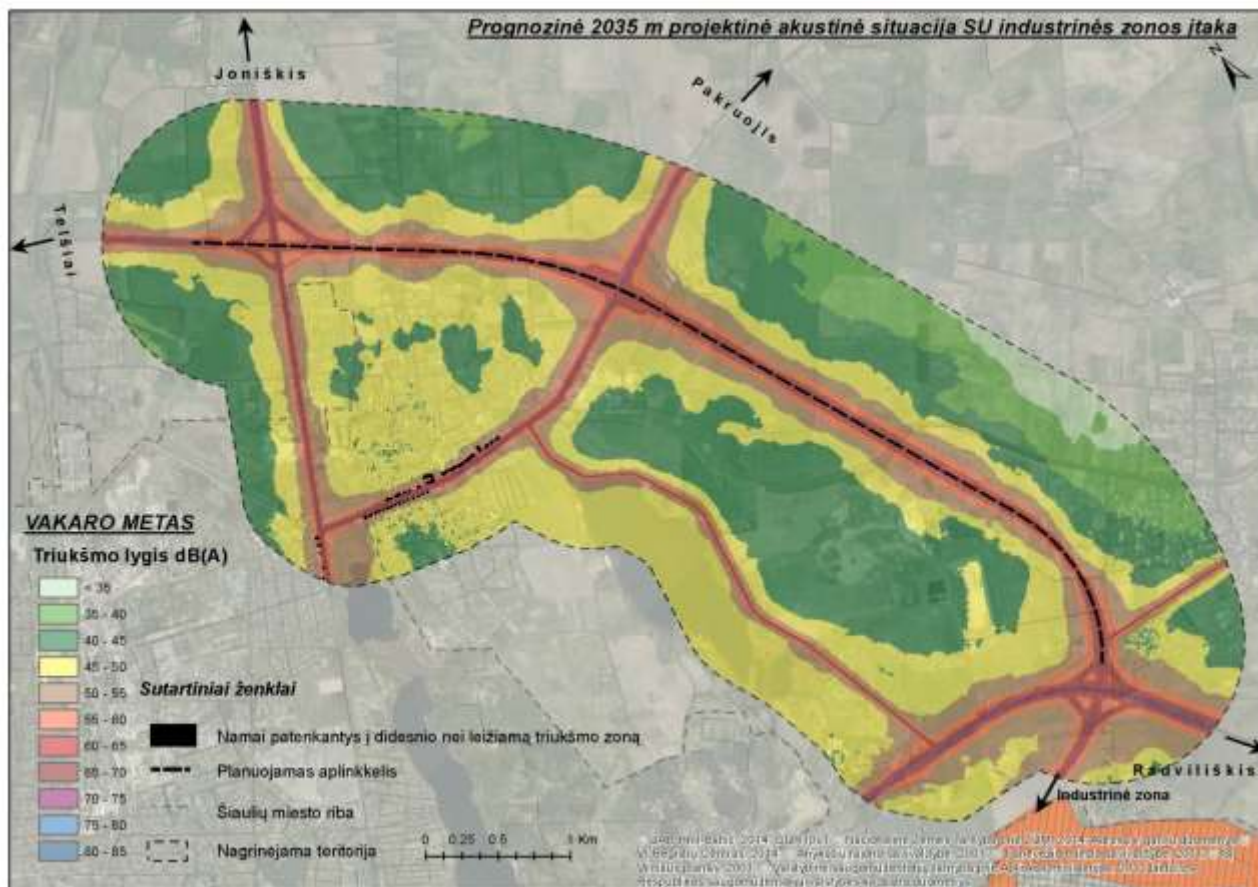 Prognozinė 2035 m projektinė akustinė situacija SU industrinės zonos įtaka
Joniškis
Pakruojis
N
Telšiai
VAKARO METAS
Triukšmo lygis dB(A)
< 35
35 - 40
40 - 45
45 - 50
50 - 55
55 - 60
60 - 65
65 - 70
70 - 75
75 - 80
80 - 85
Sutartiniai ženklai
Namai patenkantys į didesnio nei leižiamą triukšmo zoną
Planuojamas aplinkkelis
Šiaulių miesto riba
Nagrinėjama teritorija
0 0.25 0.5 1 Km
Radviliškis
Industrinė zona